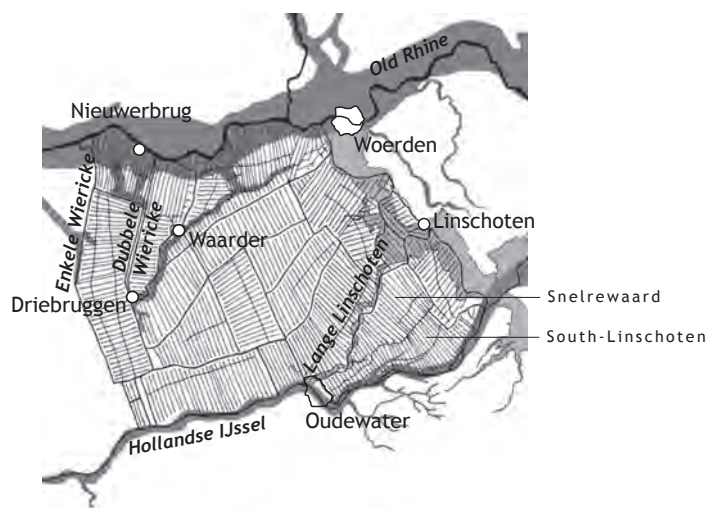 Old Rhine
Nieuwerbrug
Woerden
Enkele Wiericke
Dubbele
Wiericke
Linschoten
Waarder
Lange Linschoten
Driebruggen
Snelrewaard
South-Linschoten
Oudewater
Hollandse IJssel